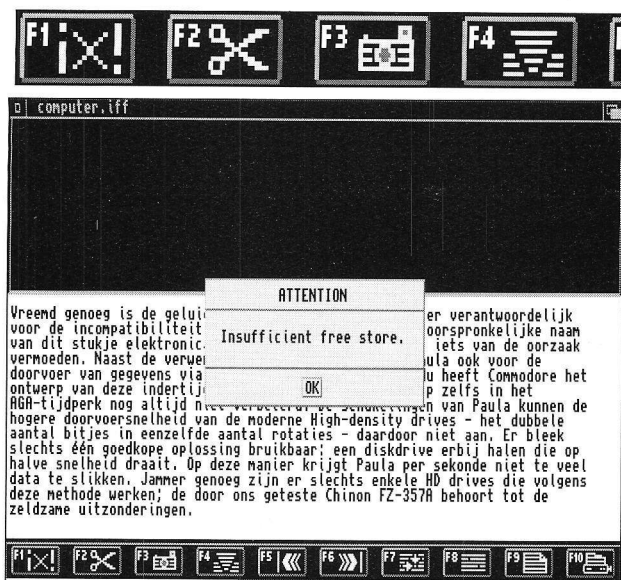 F1 F2 F3 F4
computer.iff
ATTENTION
Insufficient free store.
OK
Vreemd genoeg is de gelui er verantwoordelijk
voor de incompatibiliteit oorspronkelijke naam
van dit stukje elektronic iets van de oorzaak
vermoeden. Naast de verwe ula ook voor de
doorvoer van gegevens via u heeft Commodore het
ontwerp van deze indertij p zelfs in het
AGA-tijdperk nog altijd van Paula kunnen de
hogere doorvoersnelheid van de moderne High-density drives - het dubbele
aantal bitjes in eenzelfde aantal rotaties - daardoor niet aan. Er bleek
slechts één goedkope oplossing bruikbaar: een diskdrive erbij halen die op
halve snelheid draait. Op deze manier krijgt Paula per sekonde niet te veel
data te slikken. Jammer genoeg zijn er slechts enkele HD drives die volgens
deze methode werken; de door ons geteste Chinon FZ-357A behoort tot de
zeldzame uitzonderingen.
F1 F2 F3 F4 F5 F6 F7 F8 F9 F10